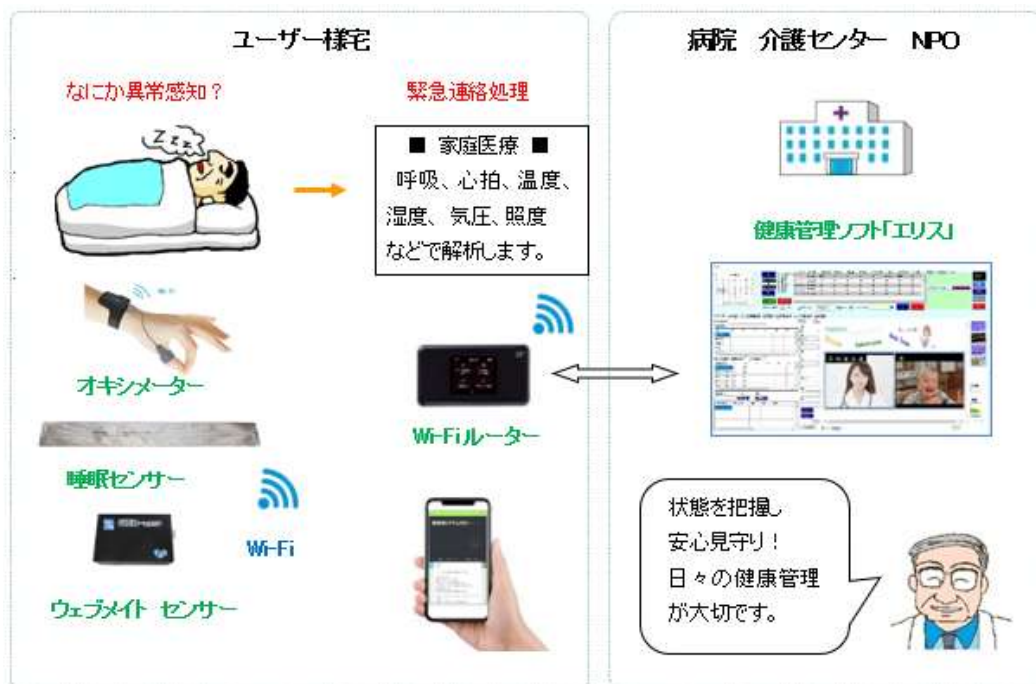 ユーザー様宅
なにか異常感知？
Zzzz
緊急連絡処理
■ 家庭医療 ■
呼吸、心拍、温度、
湿度、気圧、照度
などで解析します。
オキシメーター
Wi-Fiルーター
睡眠センサー
Wi-Fi
ウェブメイト センサー
病院 介護センター NPO
健康管理ソフト「エリス」
状態を把握し
安心見守り！
日々の健康管理
が大切です。